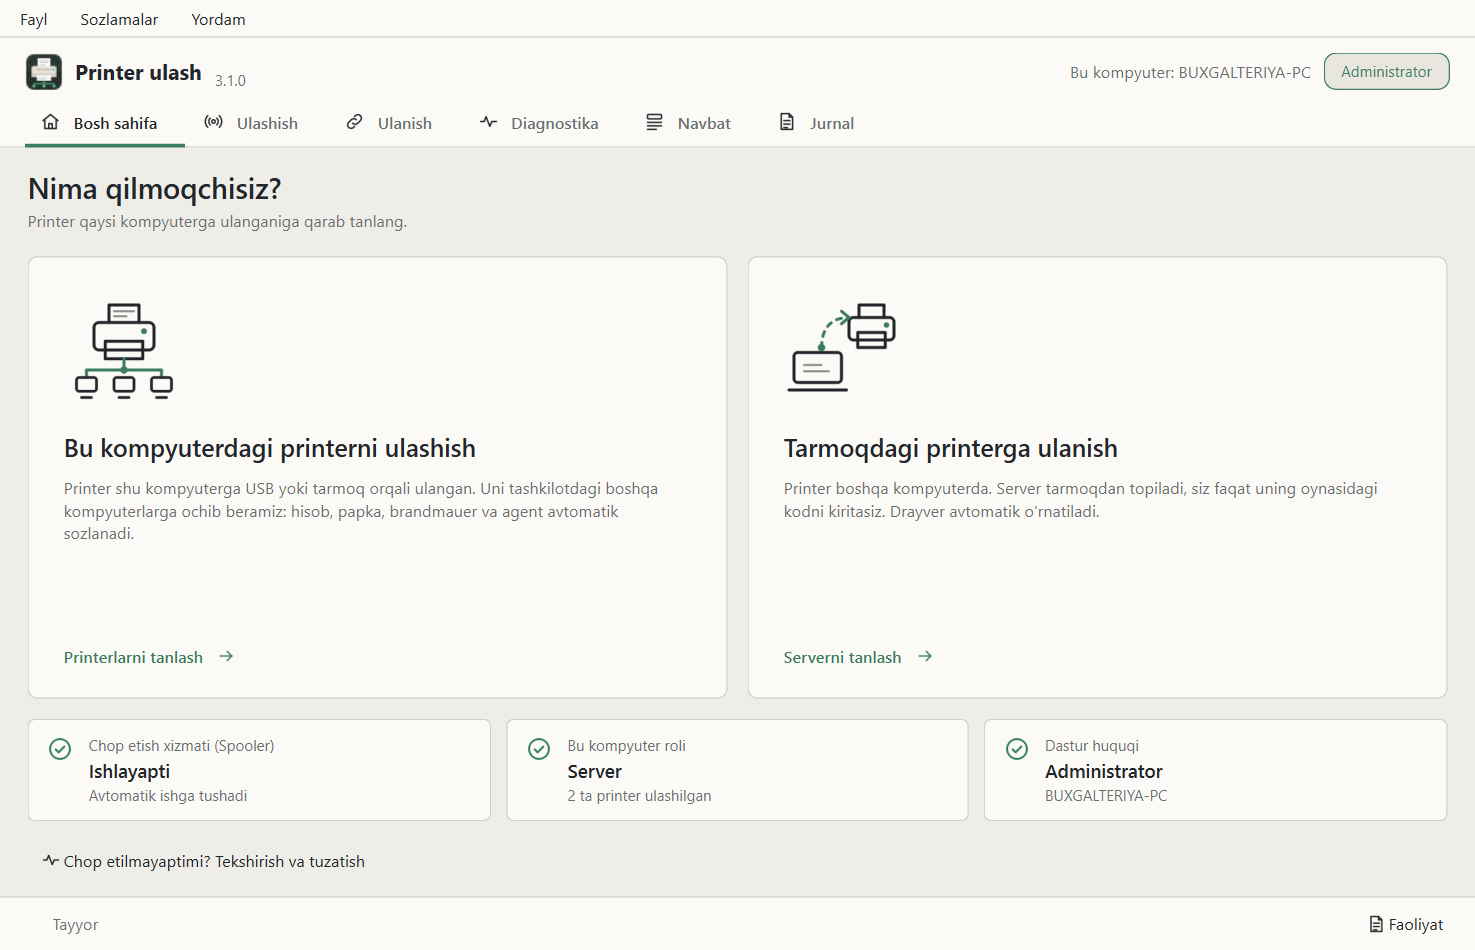 Fayl Sozlamalar Yordam
Printer ulash 3.1.0
Bu kompyuter: BUXGALTERIYA-PC Administrator
Bosh sahifa Ulashish Ulanish Diagnostika Navbat Jurnal
Nima qilmoqchisiz?
Printer qaysi kompyuterga ulanganiga qarab tanlang.
Bu kompyuterdagi printerni ulashish
Printer shu kompyuterga USB yoki tarmoq orqali ulangan. Uni tashkilotdagi boshqa
kompyuterlarga ochib beramiz: hisob, papka, brandmauer va agent avtomatik
sozlanadi.
Printerlarni tanlash
Tarmoqdagi printerga ulanish
Printer boshqa kompyuterda. Server tarmoqdan topiladi, siz faqat uning oynasidagi
kodni kiritasiz. Drayver avtomatik o'rnatiladi.
Serverni tanlash
Chop etish xizmati (Spooler)
Ishlayapti
Avtomatik ishga tushadi
Bu kompyuter roli
Server
2 ta printer ulashilgan
Dastur huquqi
Administrator
BUXGALTERIYA-PC
Chop etilmayaptimi? Tekshirish va tuzatish
Tayyor
Faoliyat